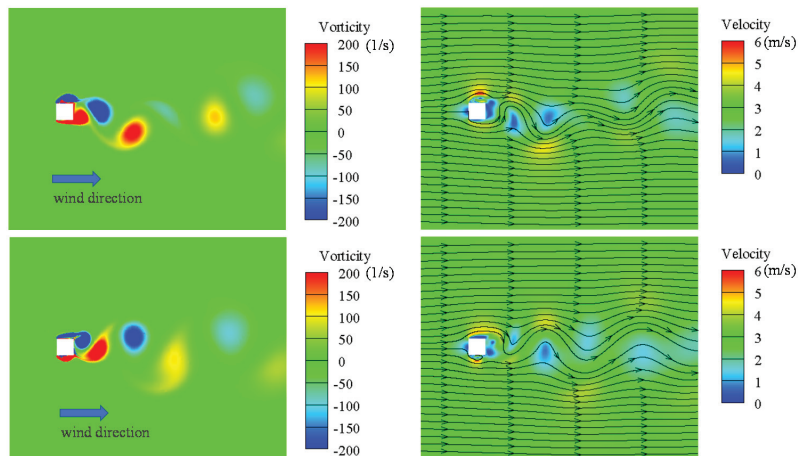 Vorticity
200 (1/s)
150
100
50
0
-50
-100
-150
-200
wind direction
Velocity
6 (m/s)
5
4
3
2
1
0
Vorticity
200 (1/s)
150
100
50
0
-50
-100
-150
-200
wind direction
Velocity
6 (m/s)
5
4
3
2
1
0